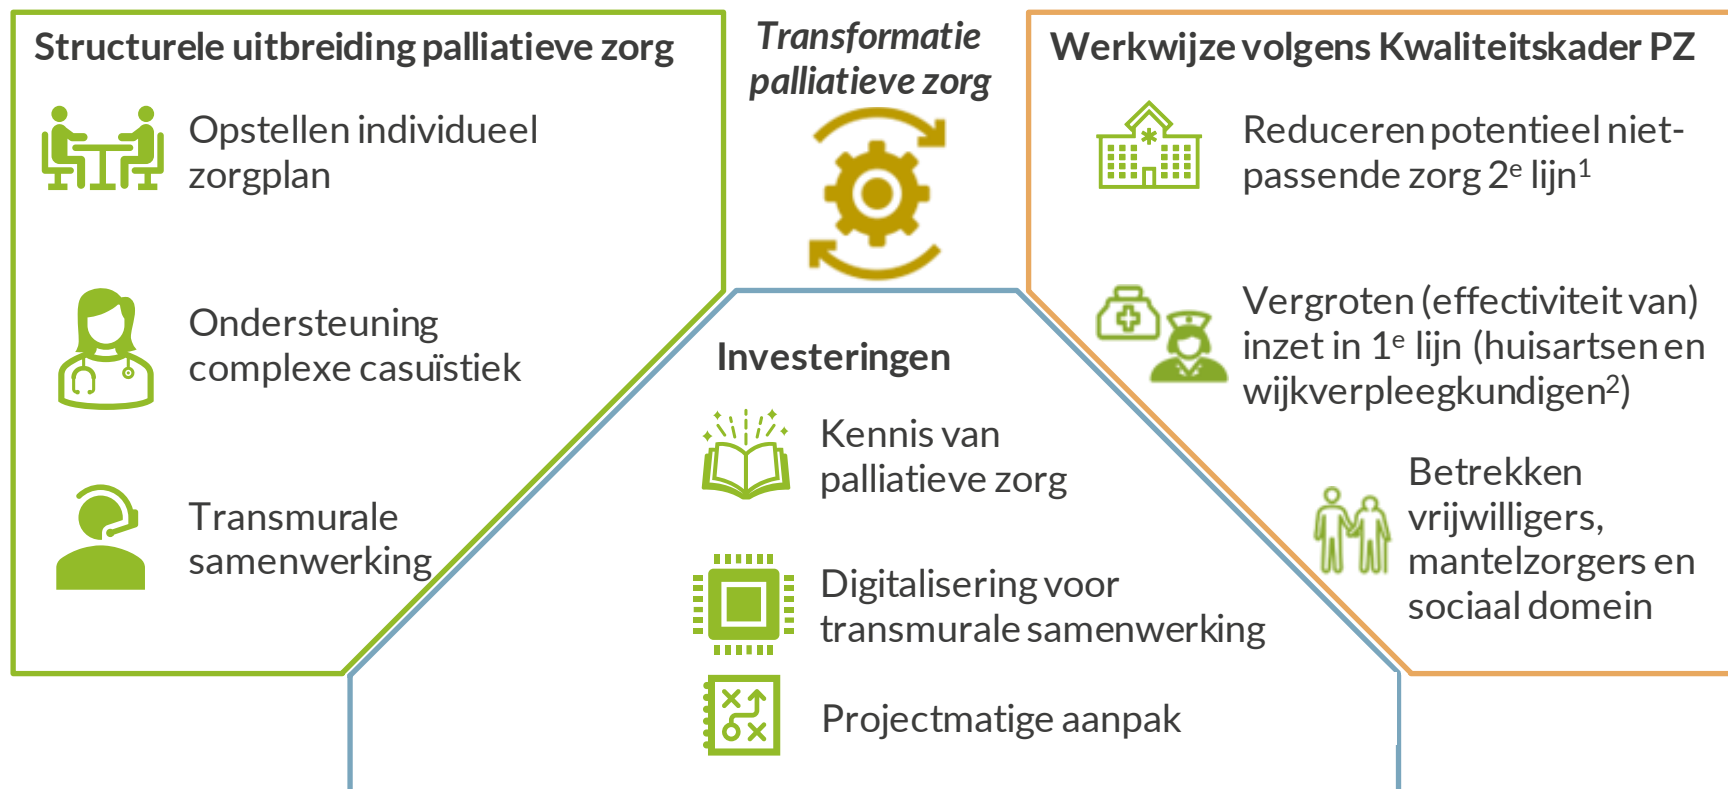 Structurele uitbreiding palliatieve zorg
Opstellen individueel
zorgplan
Ondersteuning
complexe casuïstiek
Transmurale
samenwerking
Transformatie
palliatieve zorg
Investeringen
Kennis van
palliatieve zorg
Digitalisering voor
transmurale samenwerking
Projectmatige aanpak
Werkwijze volgens Kwaliteitskader PZ
Reduceren potentieel niet-
passende zorg 2e lijn1
Vergroten (effectiviteit van)
inzet in 1e lijn (huisartsen en
wijkverpleegkundigen2)
Betrekken
vrijwilligers,
mantelzorgers en
sociaal domein